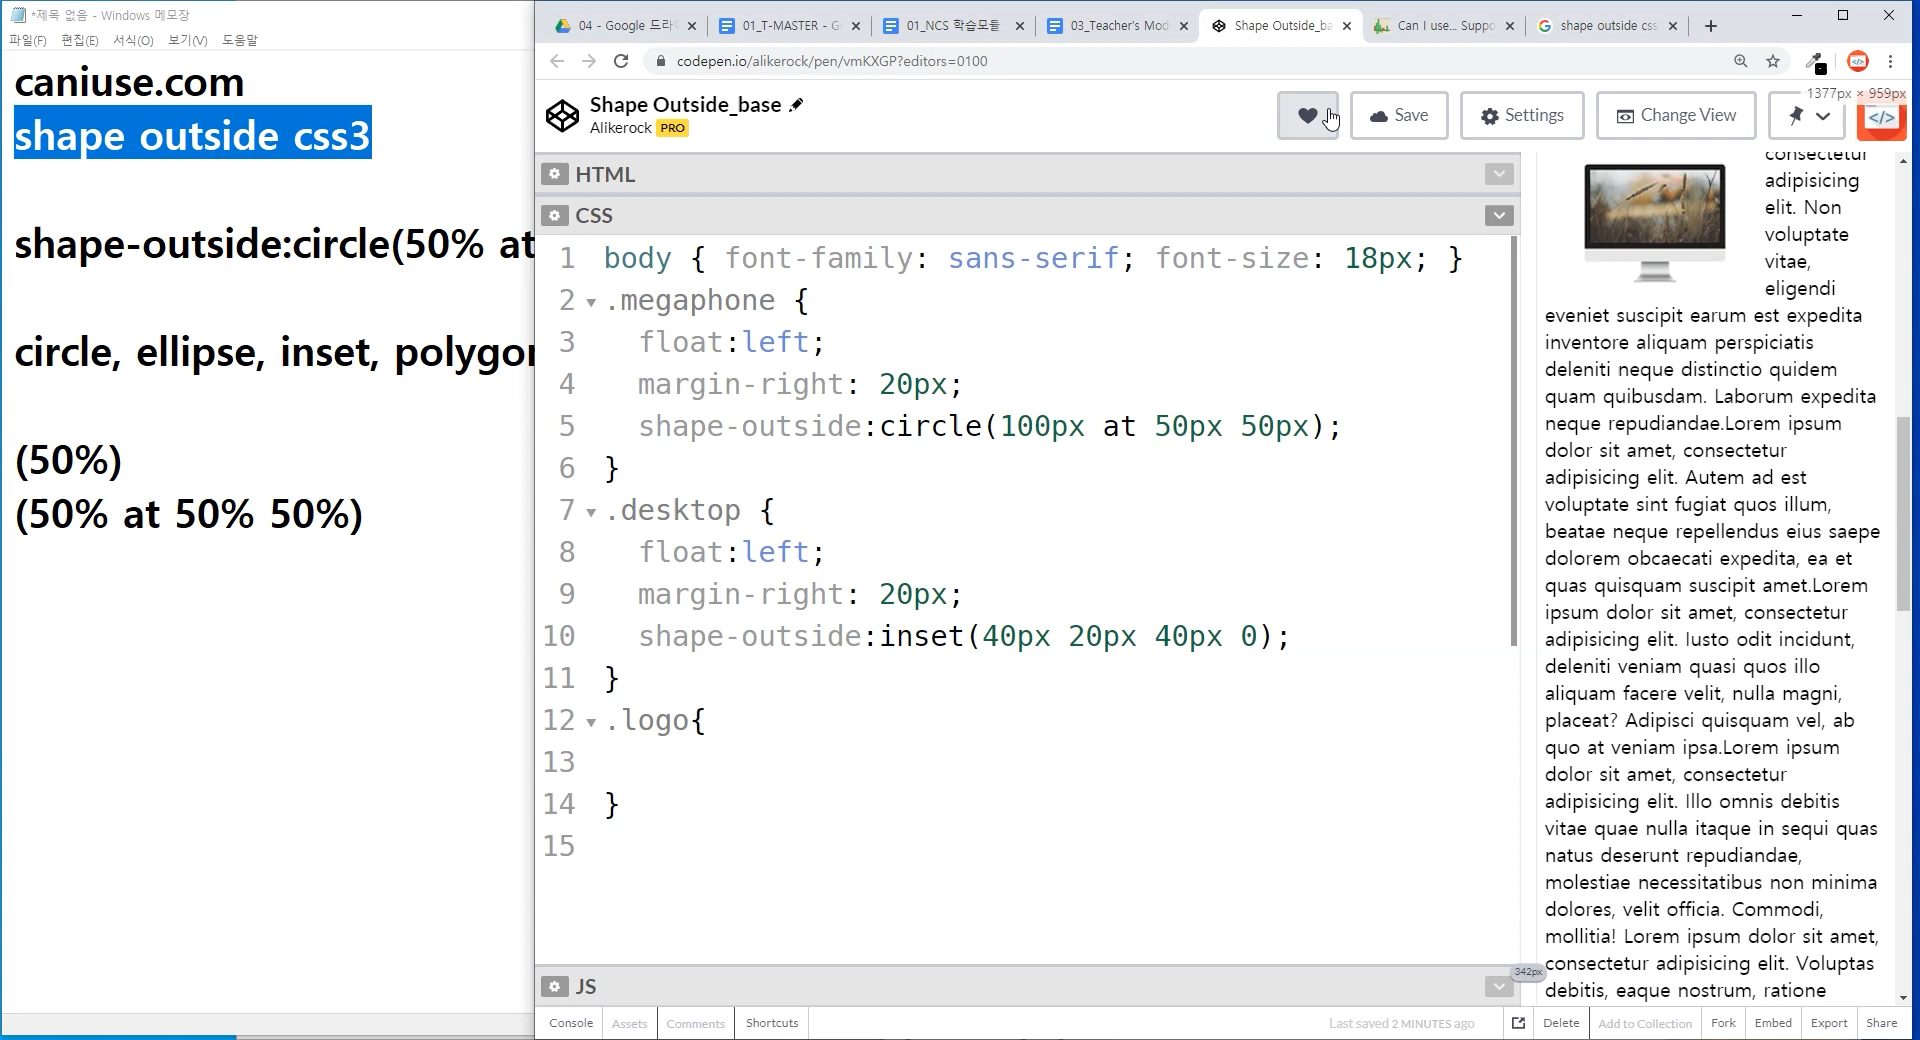 *제목 없음 - Windows 메모장
파일(F) 편집(E) 서식(O) 보기(V) 도움말
caniuse.com
shape outside css3
shape-outside:circle(50% at
circle, ellipse, inset,
(50%)
(50% at 50% 50%)
04 - Google
01_T-MASTER -
01_NCS 학습모듈
03_Teacher's Mod
Shape Outside_ba
Can I use... Suppo
shape outside css
codepen.io/alikerock/pen/vmKXGP?editors=0100
1377px × 959px
Shape Outside_base
Alikerock PRO
Save
Settings
Change View
HTML
CSS
1 body { font-family: sans-serif; font-size: 18px; }
2 .megaphone {
3 float:left;
4 margin-right: 20px;
5 shape-outside:circle(100px at 50px 50px);
6 }
7 .desktop {
8 float:left;
9 margin-right: 20px;
10 shape-outside:inset(40px 20px 40px 0);
11 }
12 .logo{
13
14 }
15
JS
342px
consectetur
adipisicing
elit. Non
voluptate
vitae,
eligendi
eveniet suscipit earum est expedita
inventore aliquam perspiciatis
deleniti neque distinctio quidem
quam quibusdam. Laborum expedita
neque repudiandae.Lorem ipsum
dolor sit amet, consectetur
adipisicing elit. Autem ad est
voluptate sint fugiat quos illum,
beatae neque repellendus eius saepe
dolorem obcaecati expedita, ea et
quas quisquam suscipit amet.Lorem
ipsum dolor sit amet, consectetur
adipisicing elit. Iusto odit incidunt,
deleniti veniam quasi quos illo
aliquam facere velit, nulla magni,
placeat? Adipisci quisquam vel, ab
quo at veniam ipsa.Lorem ipsum
dolor sit amet, consectetur
adipisicing elit. Illo omnis debitis
vitae quae nulla itaque in sequi quas
natus deserunt repudiandae,
molestiae necessitatibus non minima
dolores, velit officia. Commodi,
mollitia! Lorem ipsum dolor sit amet,
consectetur adipisicing elit. Voluptas
debitis, eaque nostrum, ratione
Console Assets Comments Shortcuts
Last saved 2 MINUTES ago
Delete Add to Collection Fork Embed Export Share